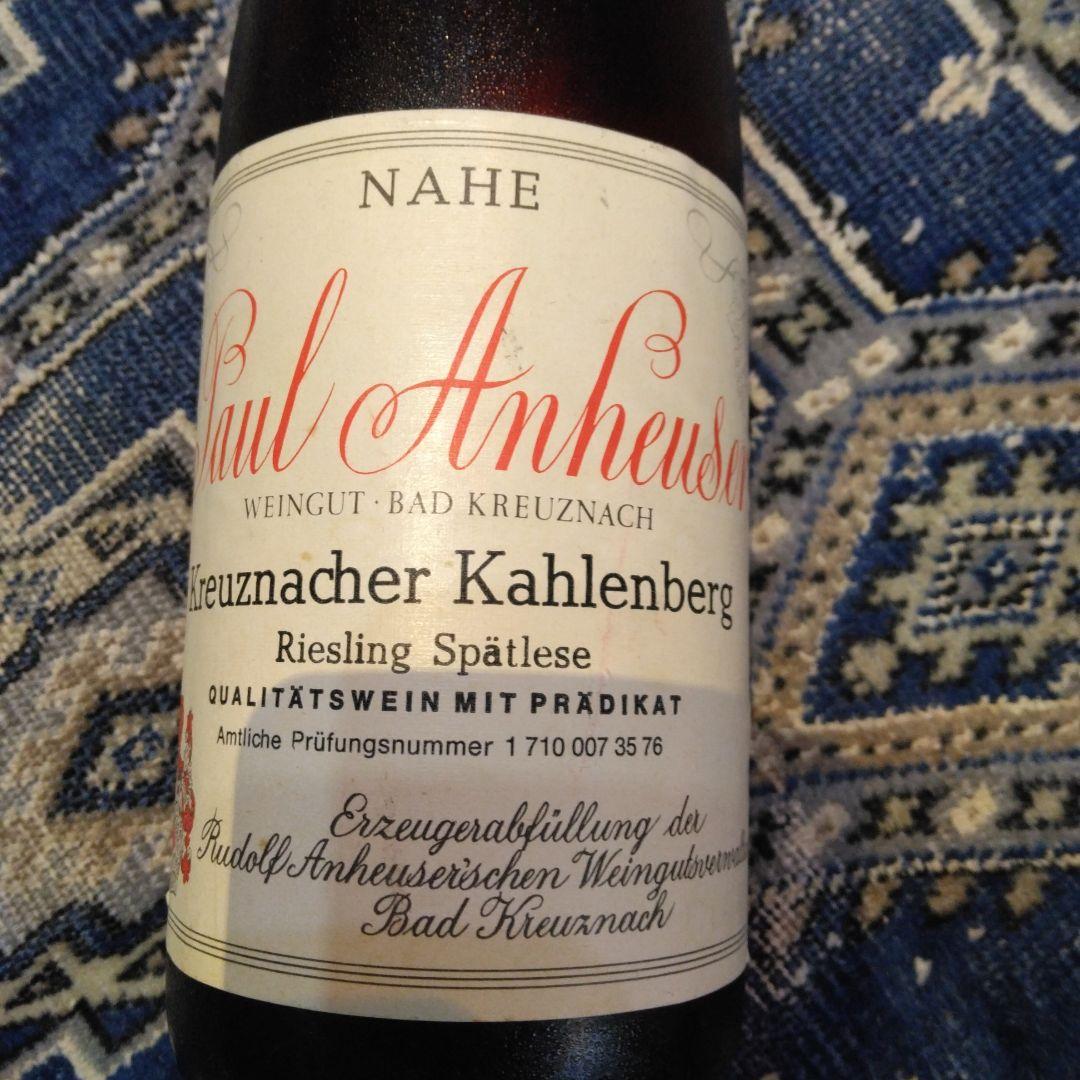 NAHE
Paul Anheuser
WEINGUT · BAD KREUZNACH
Kreuznacher Kahlenberg
Riesling Spätlese
QUALITÄTSWEIN MIT PRÄDIKAT
Amtliche Prüfungsnummer 1 710 007 35 76
Erzeugerabfüllung der
Rudolf Anheuser'schen
Bad Kreuznach